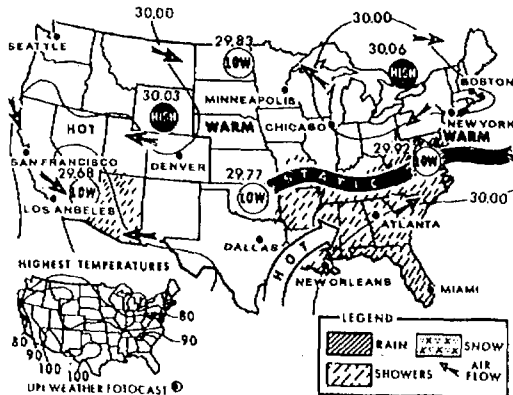 30.00
30.00
SEATTLE
29.83
LOW
30.06
HIGH
BOSTON
MINNEAPOLIS
30.03
HIGH
HOT
WARM
CHICAGO
NEW YORK
WARM
SAN FRANCISCO
DENVER
29.92
LOW
29.68
LOW
29.77
LOW
STATIC
LOS ANGELES
30.00
ATLANTA
DALLAS
HOT
HIGHEST TEMPERATURES
NEW ORLEANS
MIAMI
80
90
80
90
100
100
UPI WEATHER FOTOCAST
LEGEND
RAIN
SNOW
SHOWERS
AIR
FLOW